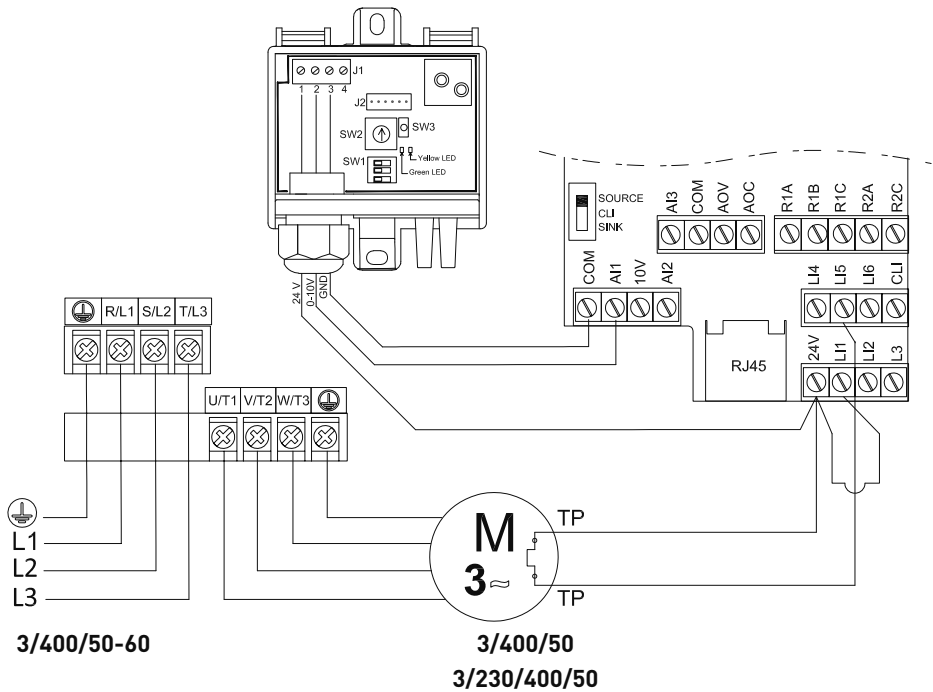 J1
1 2 3 4
J2
SW2
SW3
SW1
Yellow LED
Green LED
24 V
0-10V
GND
SOURCE
CLI
SINK
AI3 COM AOV AOC
R1A R1B R1C R2A R2C
COM AI1 10V AI2
LI4 LI5 LI6 CLI
RJ45
24V LI1 LI2 L3
R/L1 S/L2 T/L3
U/T1 V/T2 W/T3
L1
L2
L3
M
3~
TP
TP
3/400/50-60
3/400/50
3/230/400/50